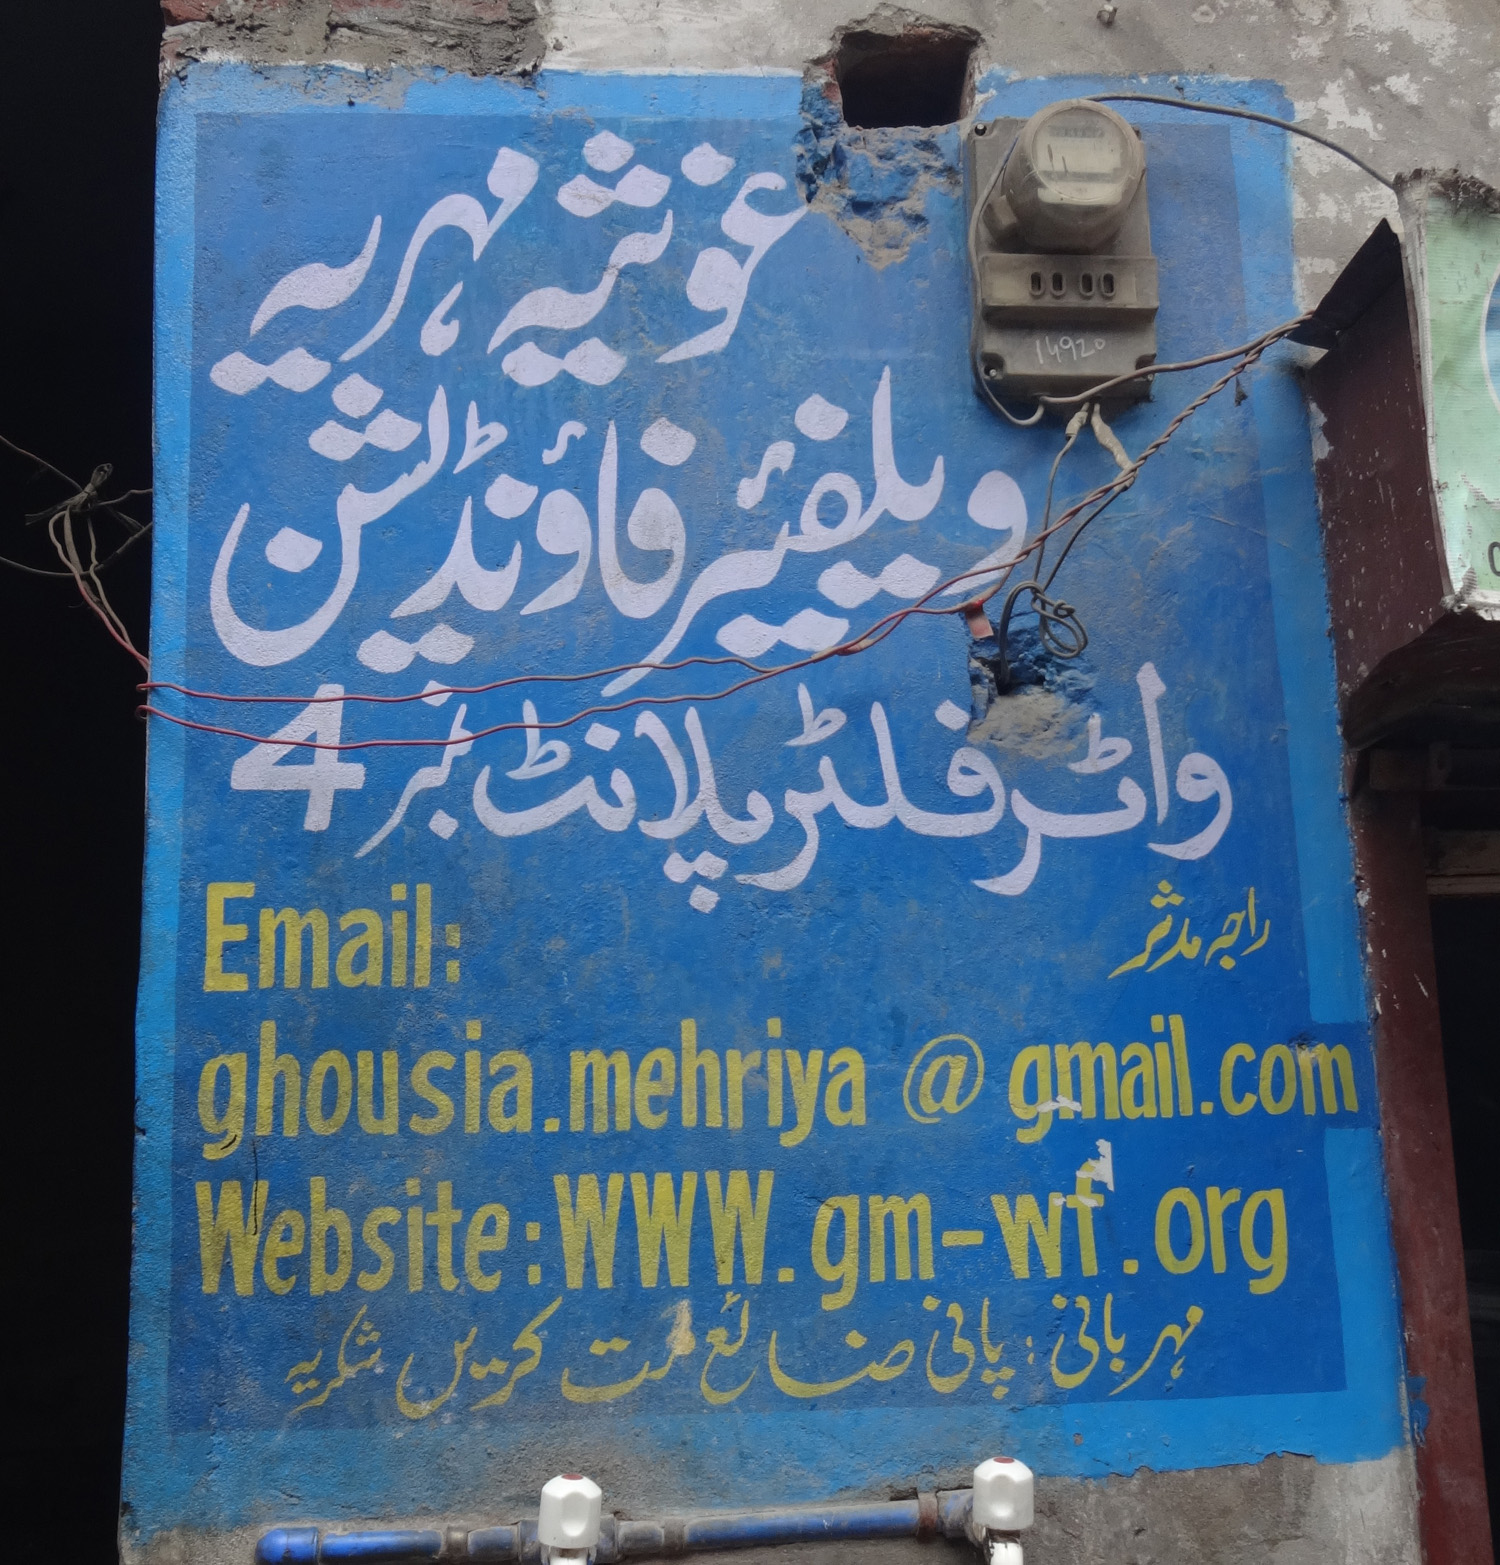 غوثیہ مہریہ
ویلفیئر فاؤنڈیشن
واٹر فلٹر پلانٹ نمبر 4
راجہ مدثر
Email:
ghousia.mehriya @ gmail.com
Website:WWW.gm-wf.org
مہربانی : پانی ضائع مت کریں شکریہ
14920